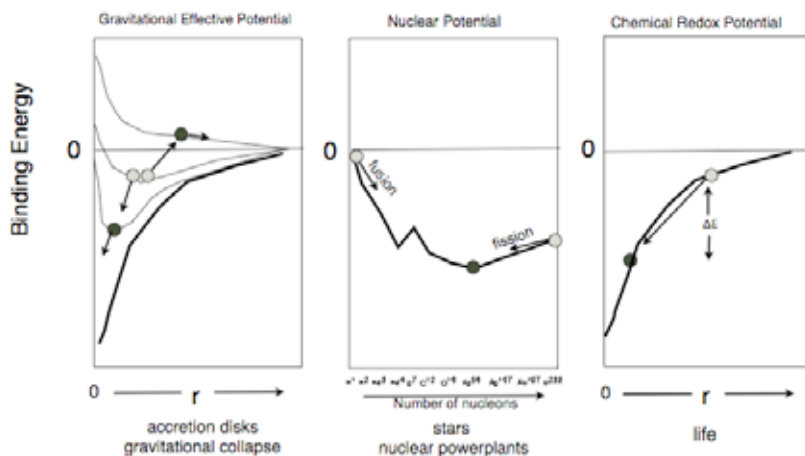 Gravitational Effective Potential
Nuclear Potential
Chemical Redox Potential
Binding Energy
0
0
0
fusion
fission
ΔE
0
r
Number of nucleons
0
r
accretion disks
gravitational collapse
stars
nuclear powerplants
life